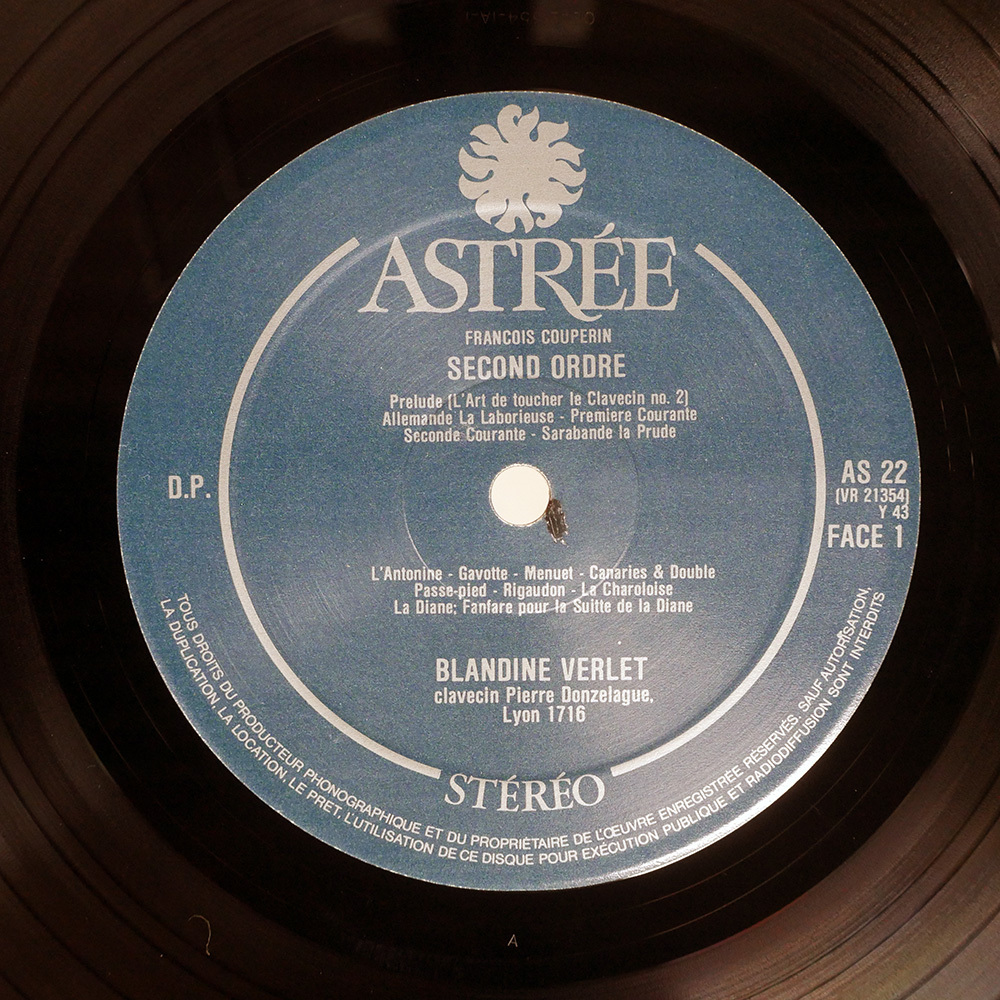 ASTRÉE
FRANCOIS COUPERIN
SECOND ORDRE
Prelude (L'Art de toucher le Clavecin no. 2)
Allemande La Laborieuse - Premiere Courante
Seconde Courante - Sarabande la Prude
D.P.
AS 22
(VR 21354)
Y 43
FACE 1
L'Antonine - Gavotte - Menuet - Canaries & Double
Passe-pied - Rigaudon - La Charoloise
La Diane; Fanfare pour la Suitte de la Diane
BLANDINE VERLET
clavecin Pierre Donzelague,
Lyon 1716
STÉRÉO
TOUS DROITS DU PRODUCTEUR PHONOGRAPHIQUE ET DU PROPRIÉTAIRE DE L'ŒUVRE ENREGISTRÉE RÉSERVÉS. SAUF AUTORISATION,
LA DUPLICATION, LA LOCATION, LE PRET, L'UTILISATION DE CE DISQUE POUR EXÉCUTION PUBLIQUE ET RADIODIFFUSION SONT INTERDITS
A